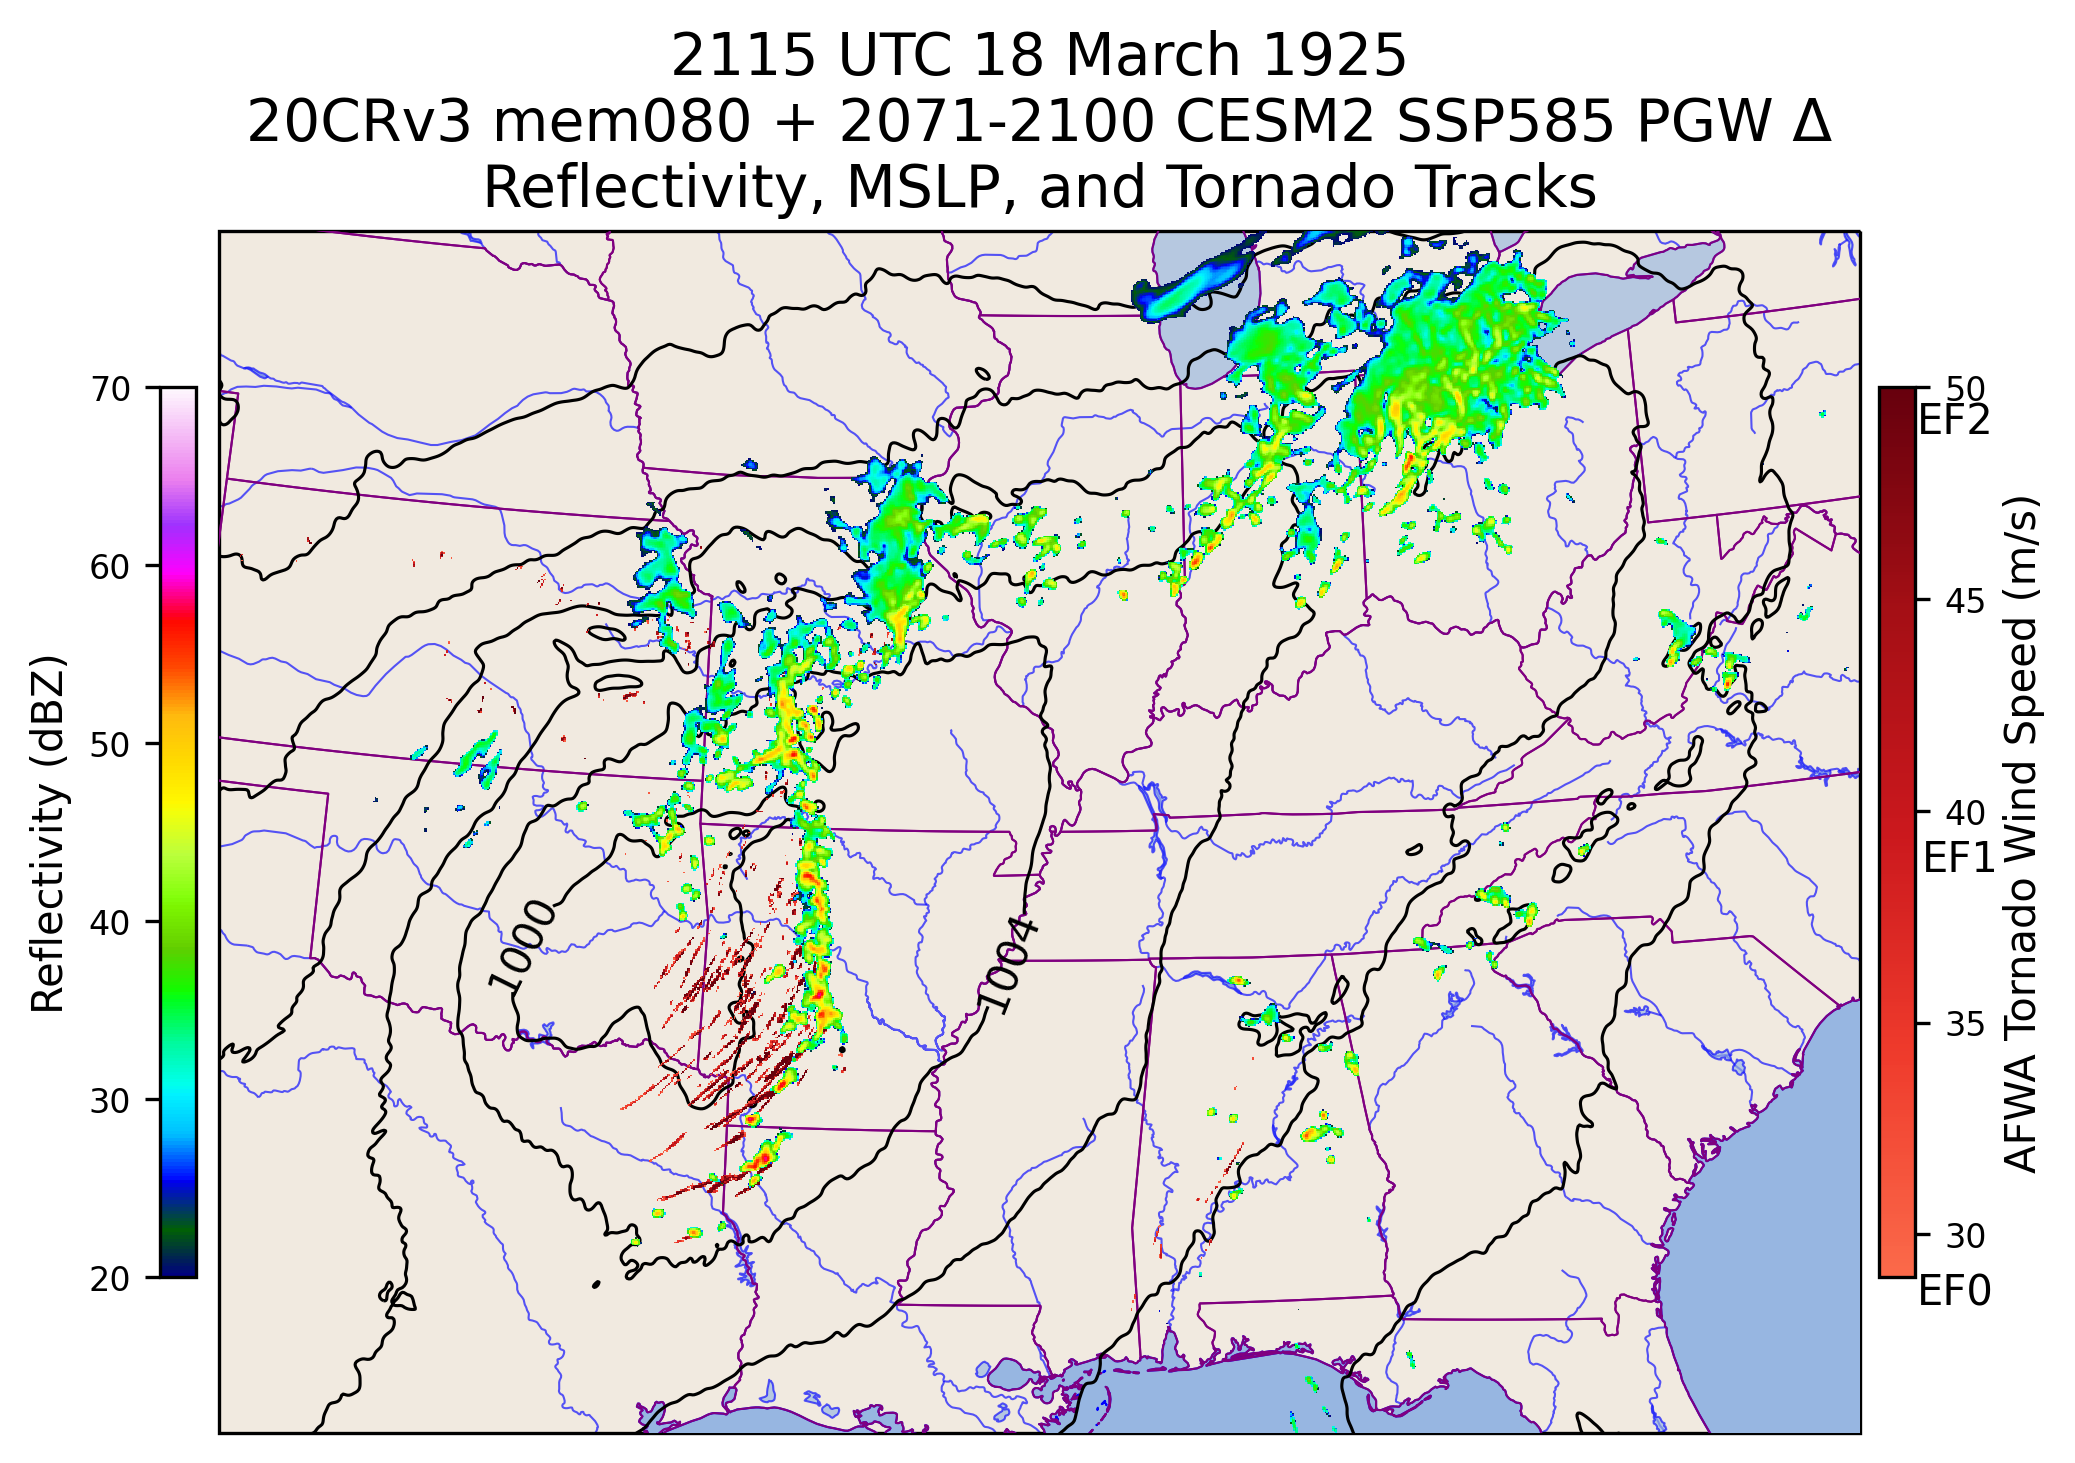 2115 UTC 18 March 1925
20CRv3 mem080 + 2071-2100 CESM2 SSP585 PGW Δ
Reflectivity, MSLP, and Tornado Tracks
70
60
50
40
30
20
Reflectivity (dBZ)
1000
1004
50
EF2
45
40
EF1
35
30
EF0
AFWA Tornado Wind Speed (m/s)